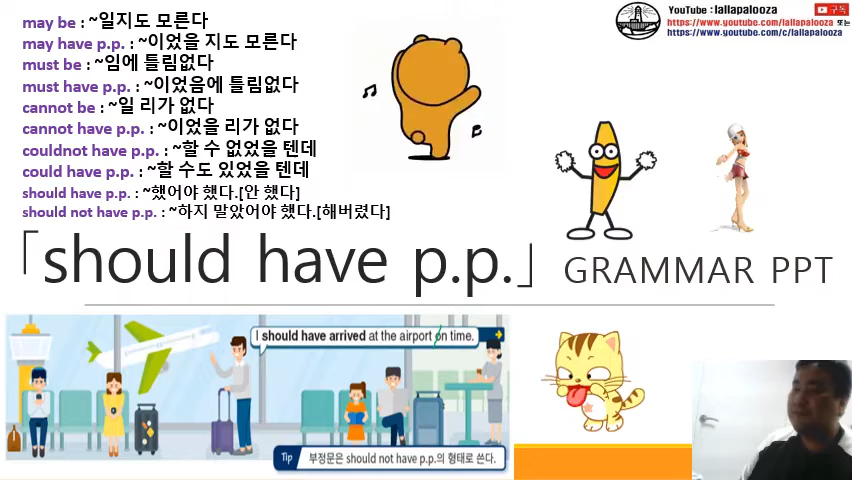 may be : ~일지도 모른다
may have p.p. : ~이었을 지도 모른다
must be : ~임에 틀림없다
must have p.p. : ~이었음에 틀림없다
cannot be : ~일 리가 없다
cannot have p.p. : ~이었을 리가 없다
couldnot have p.p. : ~할 수 없었을 텐데
could have p.p. : ~할 수도 있었을 텐데
should have p.p. : ~했어야 했다.[안 했다]
should not have p.p. : ~하지 말았어야 했다.[해버렸다]
YouTube : lallapalooza 구독
https://www.youtube.com/lallapalooza 또는
https://www.youtube.com/c/lallapalooza
「should have p.p.」 GRAMMAR PPT
I should have arrived at the airport on time.
Tip 부정문은 should not have p.p.의 형태로 쓴다.